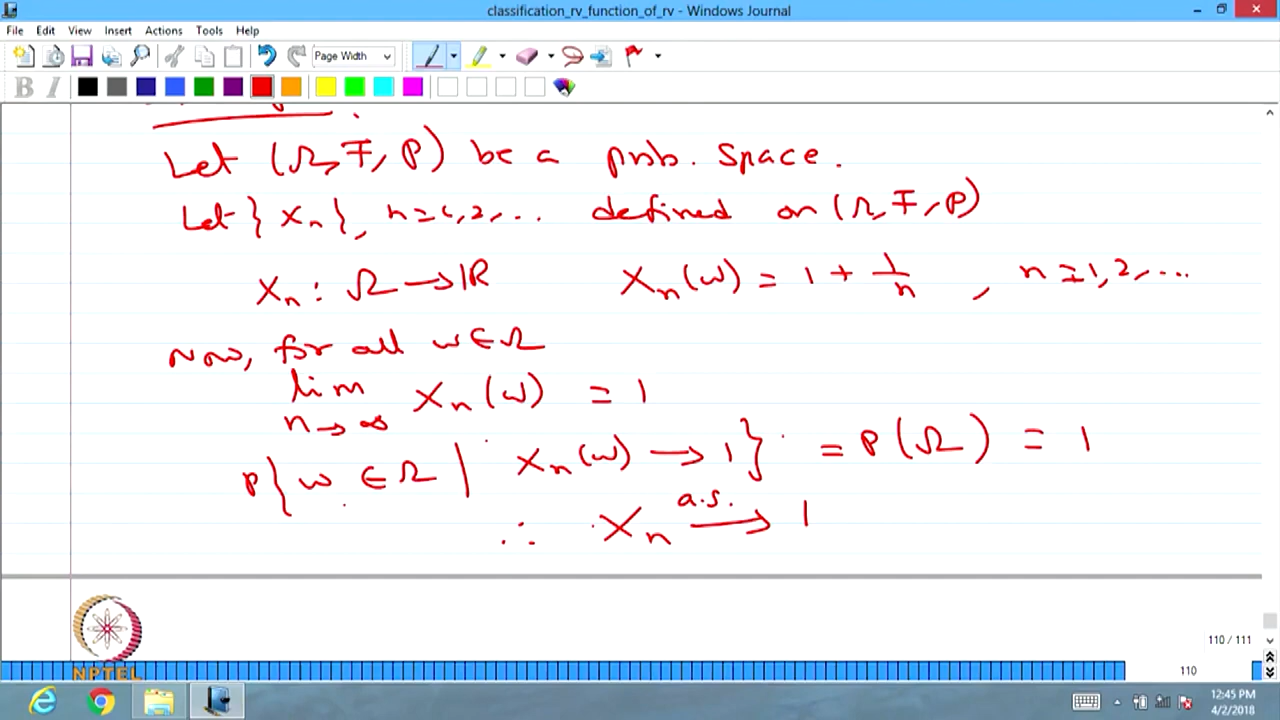 classification_rv_function_of_rv - Windows Journal
File Edit View Insert Actions Tools Help
Page Width
B I
Let (Ω, F, P) be a prob. space.
Let {Xn}, n=1,2,... defined on (Ω, F, P)
Xn : Ω → IR Xn(w) = 1 + 1/n , n=1,2,...
Now, for all w ∈ Ω
lim Xn(w) = 1
n → ∞
P{w ∈ Ω | Xn(w) → 1} = P(Ω) = 1
∴ Xn a.s.→ 1
110 / 111
NPTEL
110
12:45 PM
4/2/2018